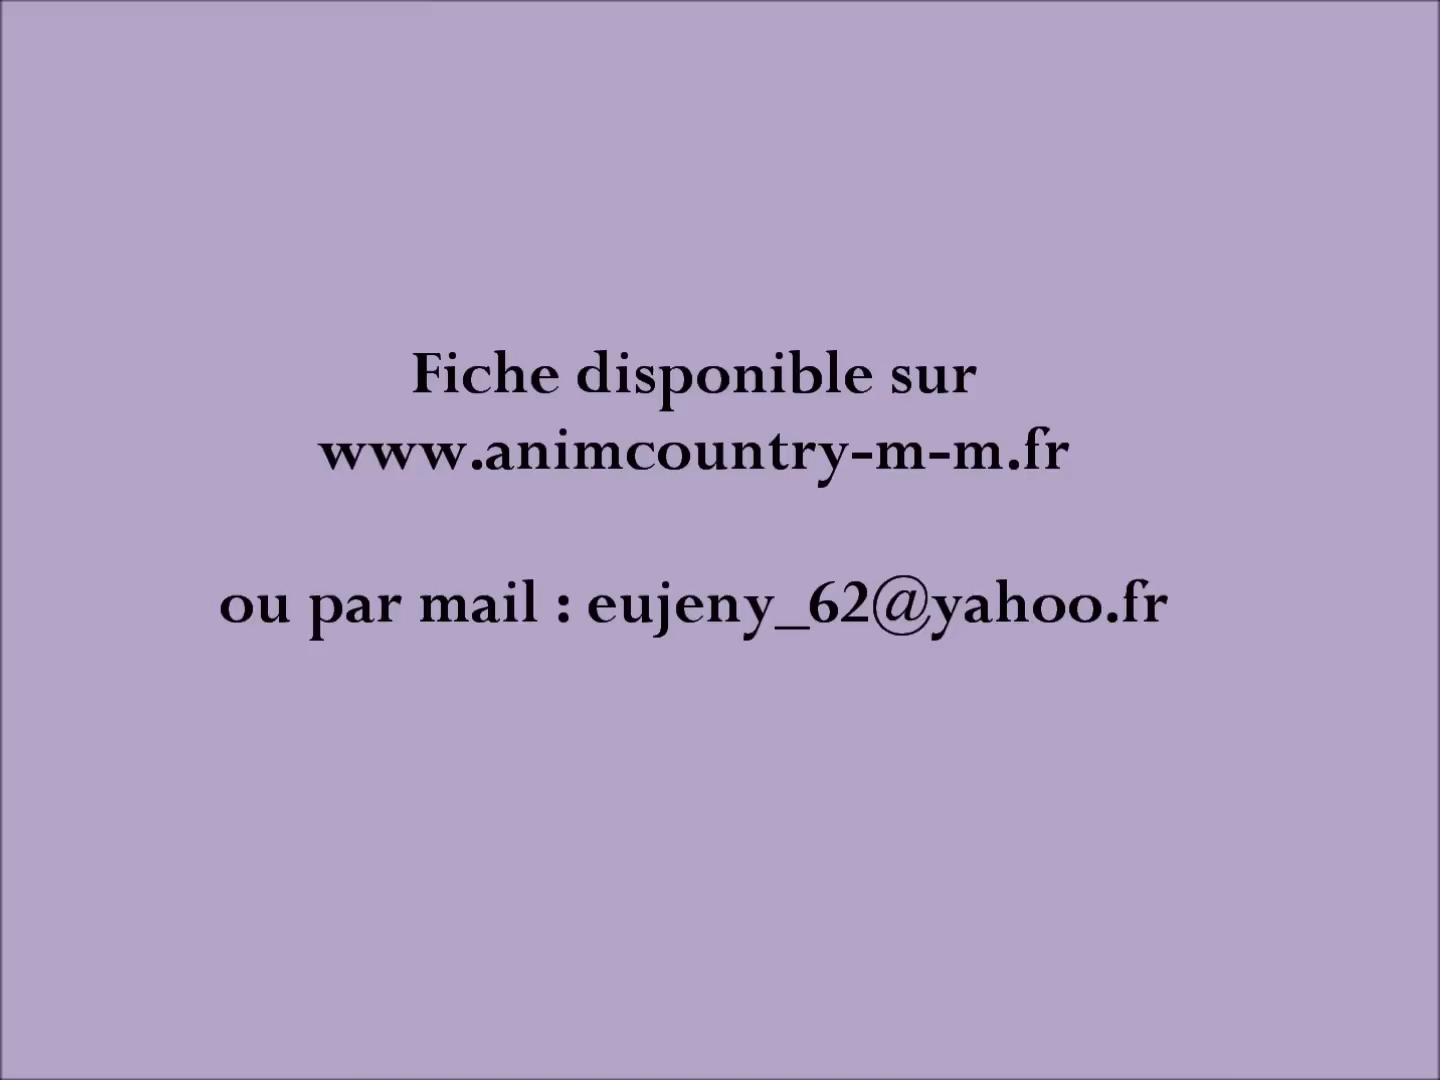 Fiche disponible sur
www.animcountry-m-m.fr
ou par mail : eujeny_62@yahoo.fr